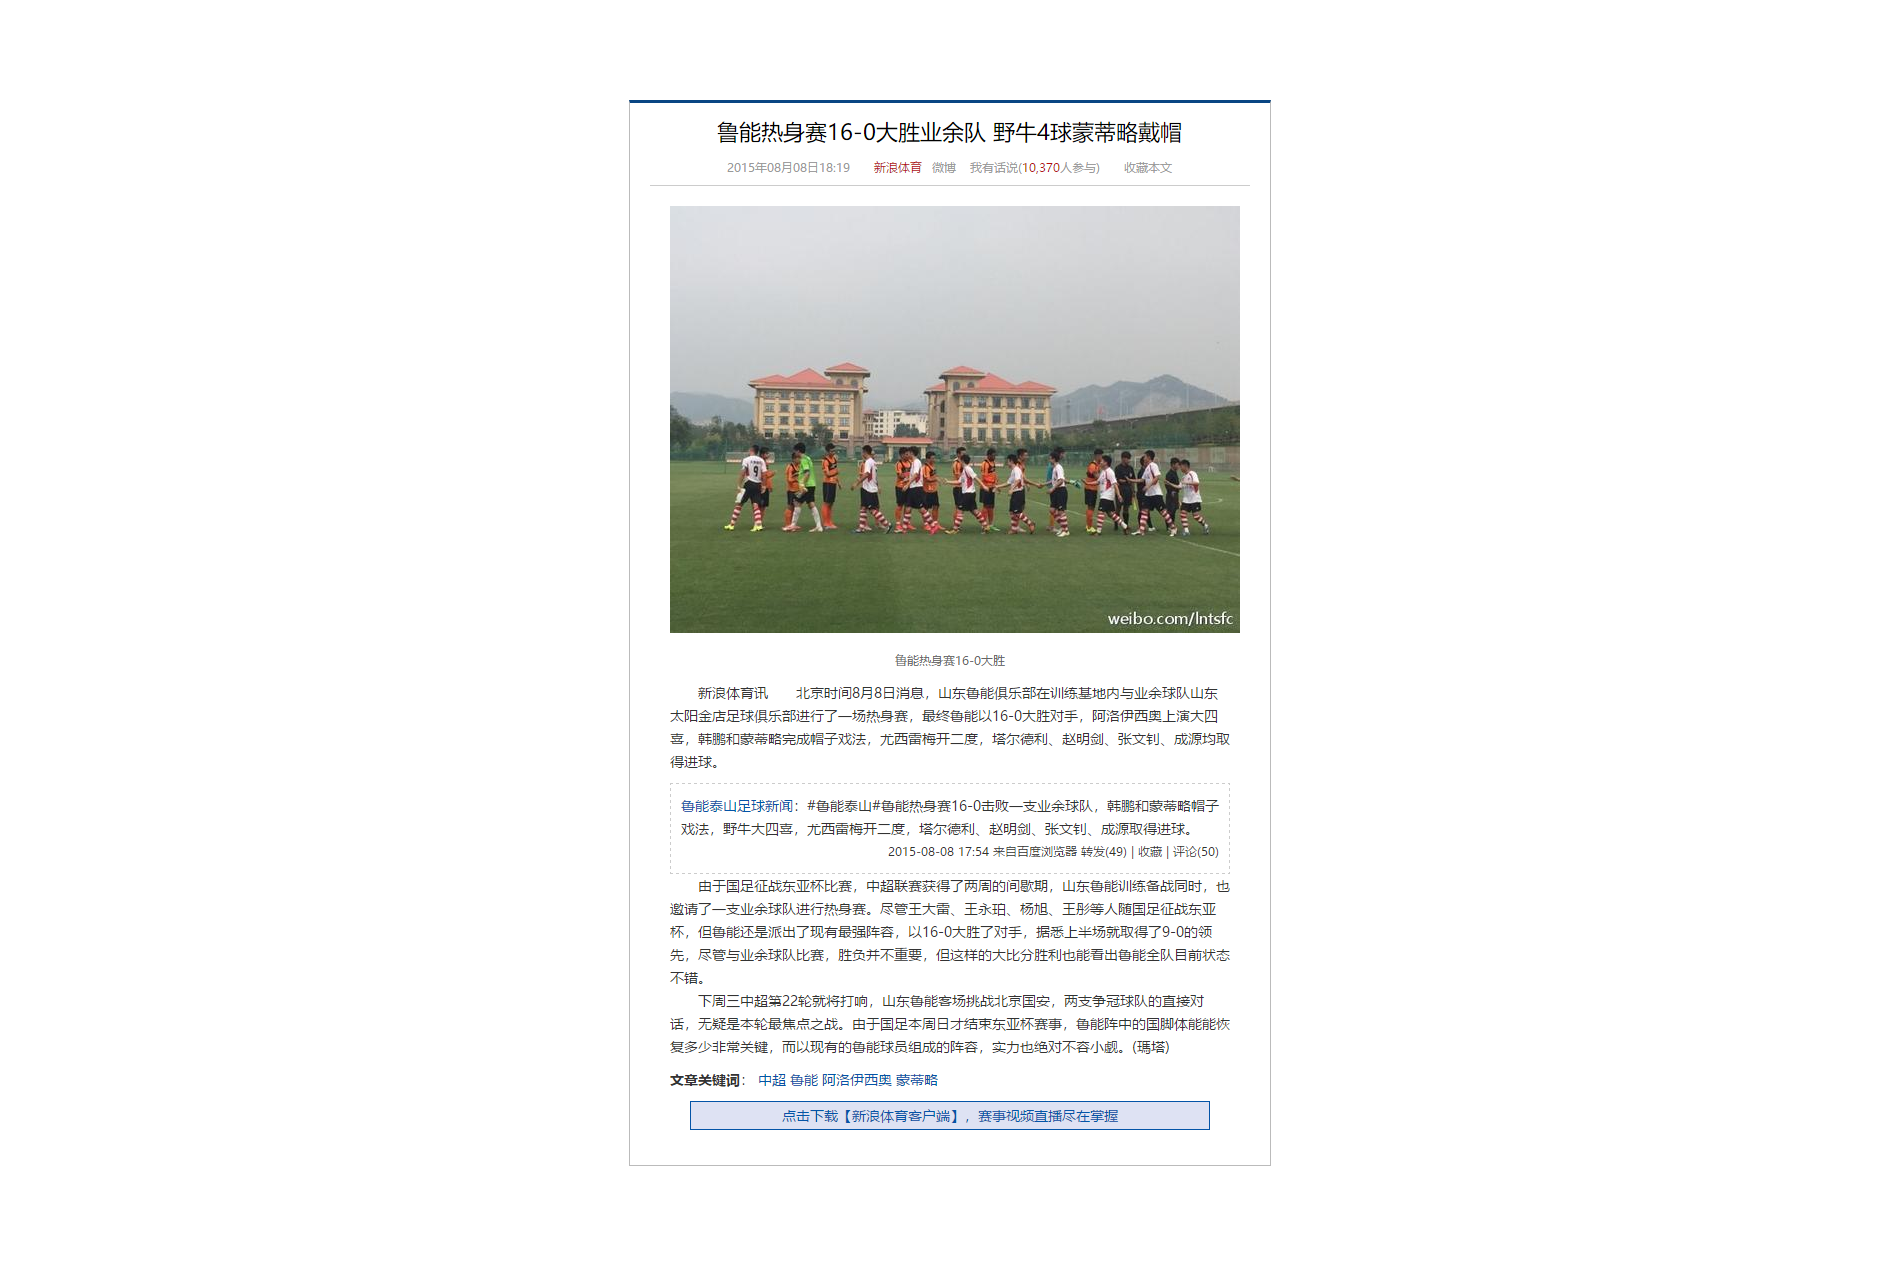 鲁能热身赛16-0大胜业余队 野牛4球蒙蒂略戴帽
2015年08月08日18:19 新浪体育 微博 我有话说(10,370人参与) 收藏本文
9
weibo.com/lntsfc
鲁能热身赛16-0大胜
新浪体育讯  北京时间8月8日消息，山东鲁能俱乐部在训练基地内与业余球队山东
太阳金店足球俱乐部进行了一场热身赛，最终鲁能以16-0大胜对手，阿洛伊西奥上演大四
喜，韩鹏和蒙蒂略完成帽子戏法，尤西雷梅开二度，塔尔德利、赵明剑、张文钊、成源均取
得进球。
鲁能泰山足球新闻：#鲁能泰山#鲁能热身赛16-0击败一支业余球队，韩鹏和蒙蒂略帽子
戏法，野牛大四喜，尤西雷梅开二度，塔尔德利、赵明剑、张文钊、成源取得进球。
2015-08-08 17:54 来自百度浏览器 转发(49) | 收藏 | 评论(50)
由于国足征战东亚杯比赛，中超联赛获得了两周的间歇期，山东鲁能训练备战同时，也
邀请了一支业余球队进行热身赛。尽管王大雷、王永珀、杨旭、王彤等人随国足征战东亚
杯，但鲁能还是派出了现有最强阵容，以16-0大胜了对手，据悉上半场就取得了9-0的领
先，尽管与业余球队比赛，胜负并不重要，但这样的大比分胜利也能看出鲁能全队目前状态
不错。
下周三中超第22轮就将打响，山东鲁能客场挑战北京国安，两支争冠球队的直接对
话，无疑是本轮最焦点之战。由于国足本周日才结束东亚杯赛事，鲁能阵中的国脚体能能恢
复多少非常关键，而以现有的鲁能球员组成的阵容，实力也绝对不容小觑。(瑪塔)
文章关键词： 中超 鲁能 阿洛伊西奥 蒙蒂略
点击下载【新浪体育客户端】，赛事视频直播尽在掌握